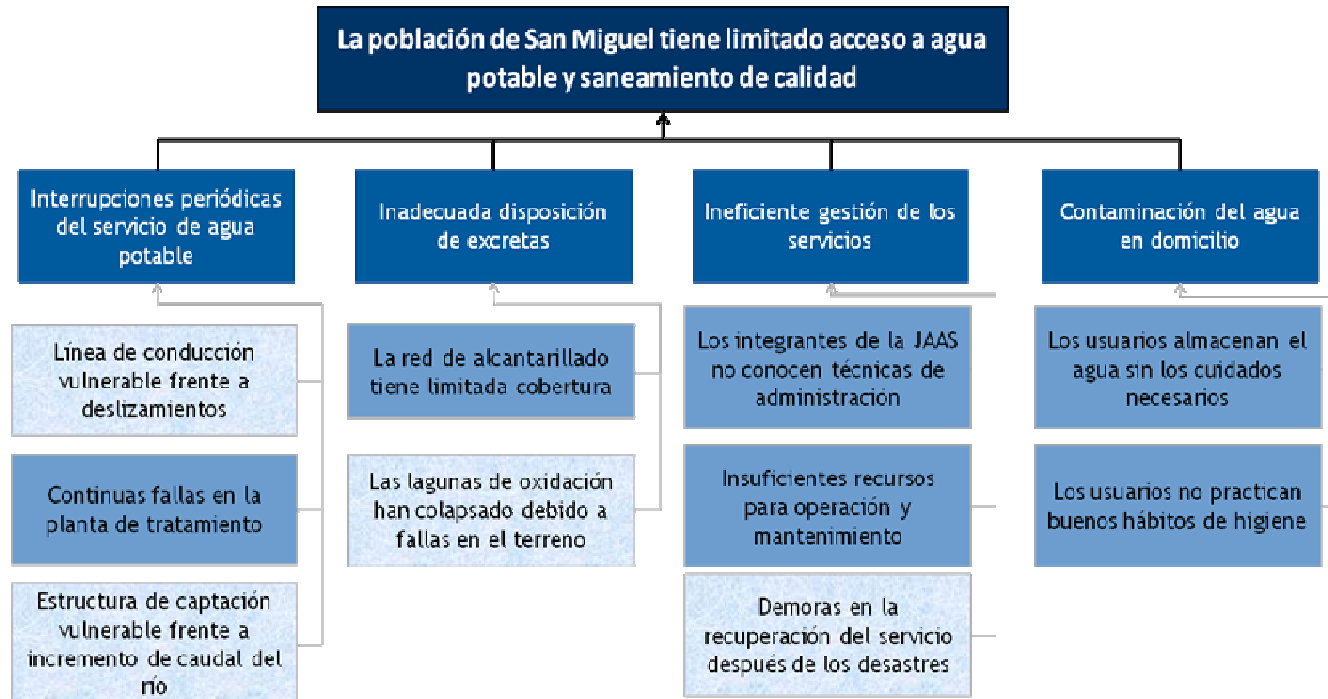 La población de San Miguel tiene limitado acceso a agua
potable y saneamiento de calidad
Interrupciones periódicas
del servicio de agua
potable
Inadecuada disposición
de excretas
Ineficiente gestión de los
servicios
Contaminación del agua
en domicilio
Línea de conducción
vulnerable frente a
deslizamientos
Continuas fallas en la
planta de tratamiento
Estructura de captación
vulnerable frente a
incremento de caudal del
río
La red de alcantarillado
tiene limitada cobertura
Las lagunas de oxidación
han colapsado debido a
fallas en el terreno
Los integrantes de la JAAS
no conocen técnicas de
administración
Insuficientes recursos
para operación y
mantenimiento
Demoras en la
recuperación del servicio
después de los desastres
Los usuarios almacenan el
agua sin los cuidados
necesarios
Los usuarios no practican
buenos hábitos de higiene